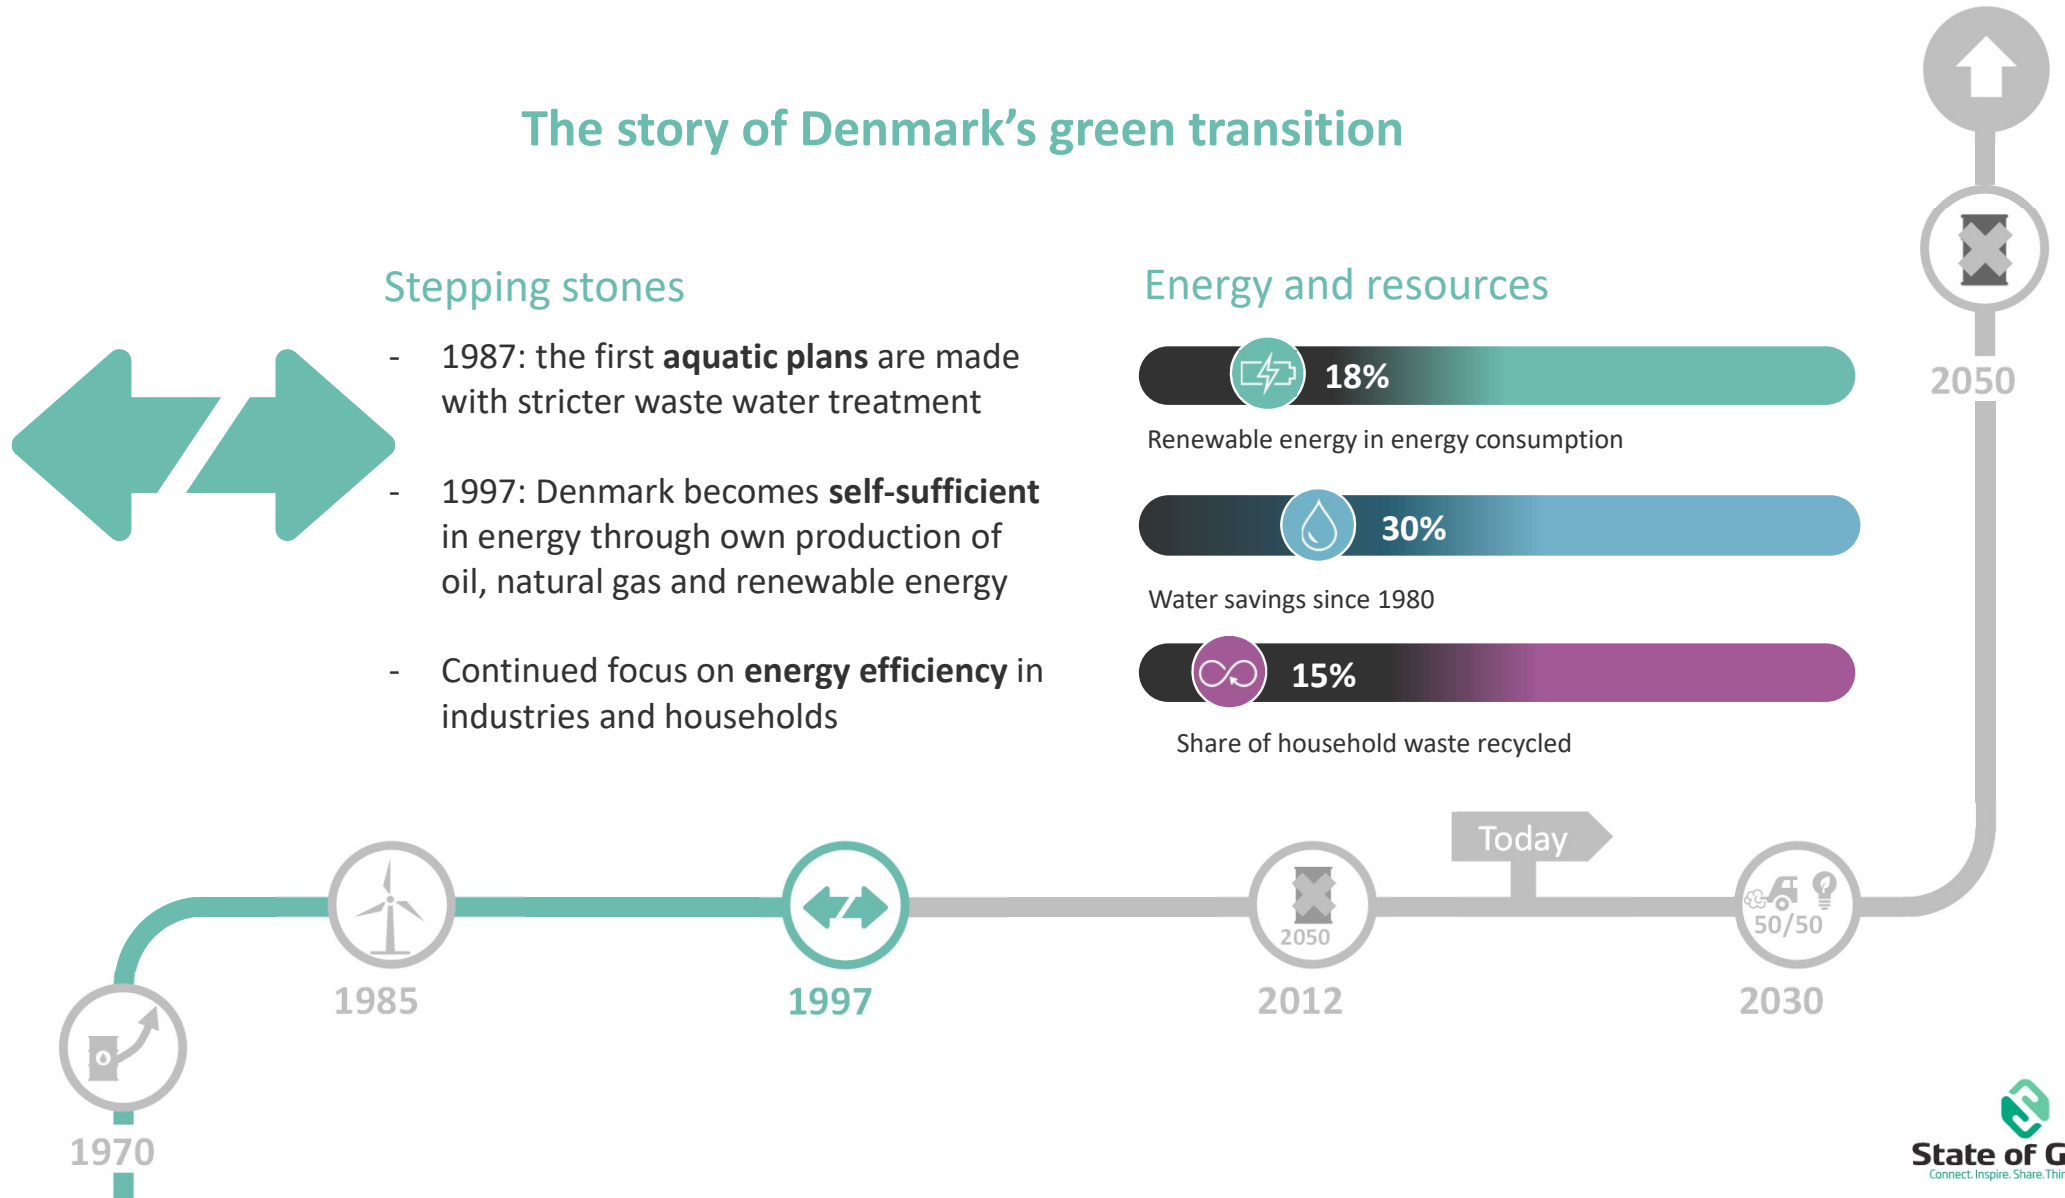 The story of Denmark's green transition
Stepping stones
- 1987: the first aquatic plans are made
with stricter waste water treatment
- 1997: Denmark becomes self-sufficient
in energy through own production of
oil, natural gas and renewable energy
- Continued focus on energy efficiency in
industries and households
Energy and resources
18%
Renewable energy in energy consumption
30%
Water savings since 1980
15%
Share of household waste recycled
2050
Today
2050
50/50
1985
1997
2012
2030
1970
State of G
Connect. Inspire. Share. Thin